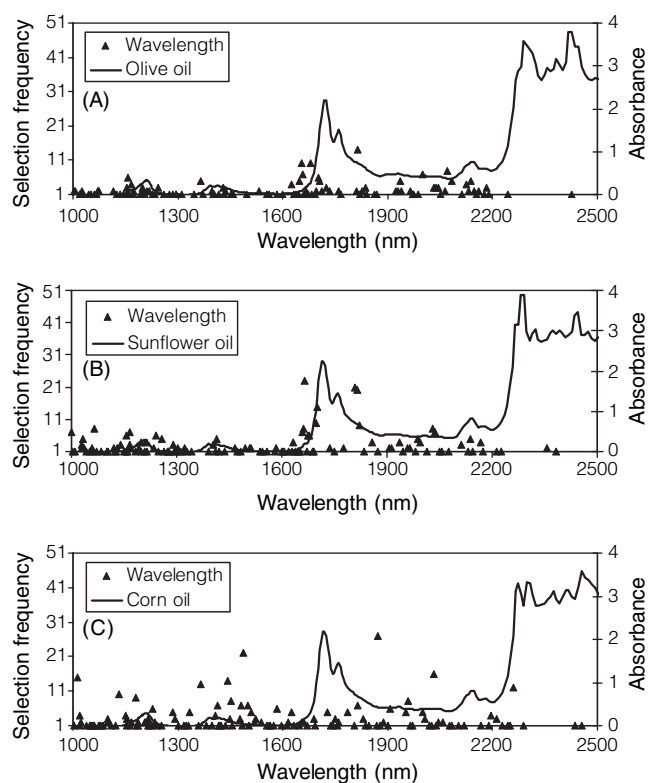 51
41
31
21
11
1
Selection frequency
Wavelength
Olive oil
(A)
4
3
2
1
0
Absorbance
1000 1300 1600 1900 2200 2500
Wavelength (nm)
51
41
31
21
11
1
Selection frequency
Wavelength
Sunflower oil
(B)
4
3
2
1
0
Absorbance
1000 1300 1600 1900 2200 2500
Wavelength (nm)
51
41
31
21
11
1
Selection frequency
Wavelength
Corn oil
(C)
4
3
2
1
0
Absorbance
1000 1300 1600 1900 2200 2500
Wavelength (nm)